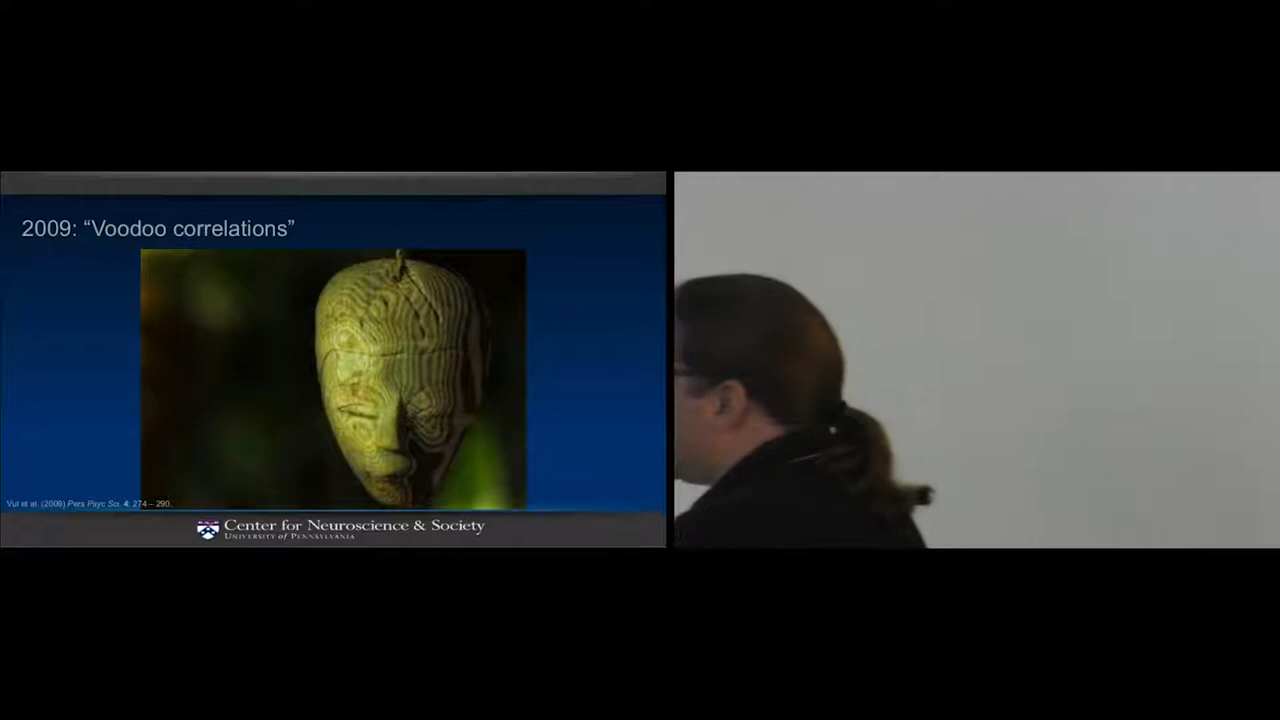 2009: “Voodoo correlations”
Vul et al. (2009) Pers Psyc Sci. 4: 274 – 290.
Center for Neuroscience & Society
UNIVERSITY of PENNSYLVANIA